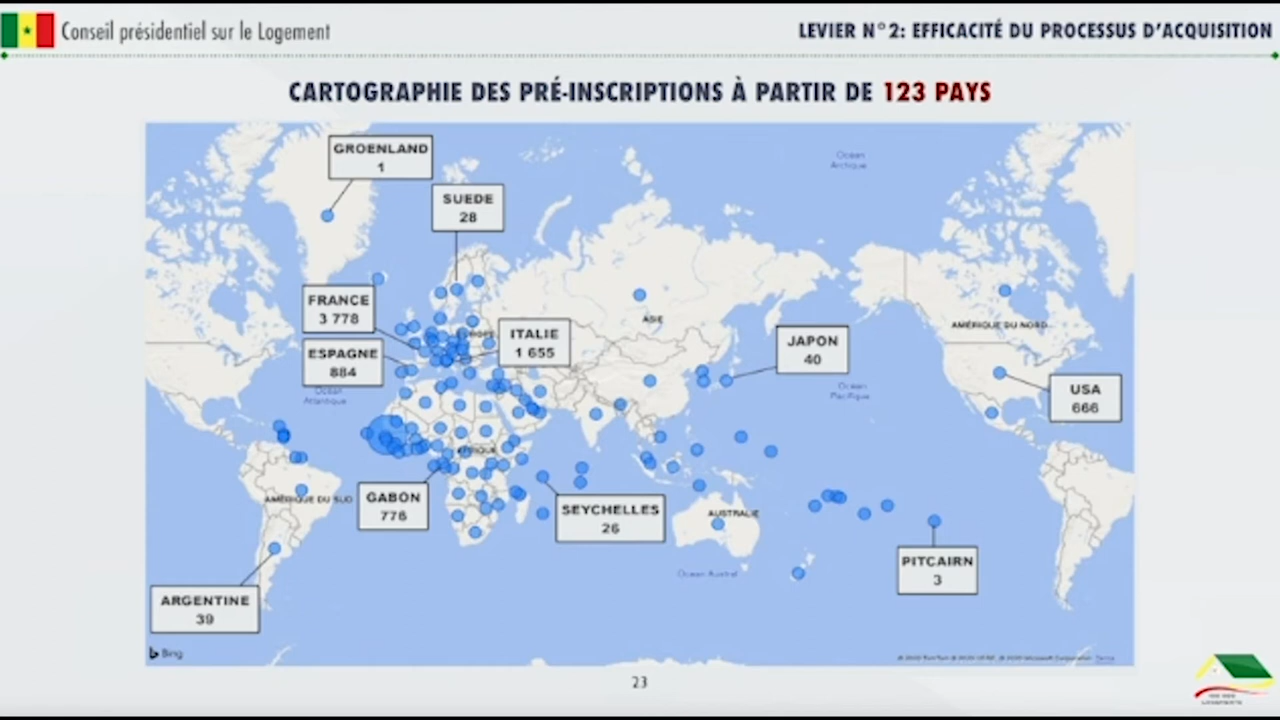 Conseil présidentiel sur le Logement
LEVIER N°2: EFFICACITÉ DU PROCESSUS D'ACQUISITION
CARTOGRAPHIE DES PRÉ-INSCRIPTIONS À PARTIR DE 123 PAYS
GROENLAND
1
Océan
Arctique
SUEDE
28
FRANCE
3 778
ITALIE
1 655
ASIE
AMÉRIQUE DU NORD
JAPON
40
ESPAGNE
884
Océan
Atlantique
Océan
Pacifique
USA
666
AFRIQUE
AMÉRIQUE DU SUD
GABON
776
SEYCHELLES
26
AUSTRALIE
PITCAIRN
3
Océan Austral
ARGENTINE
39
Bing
23